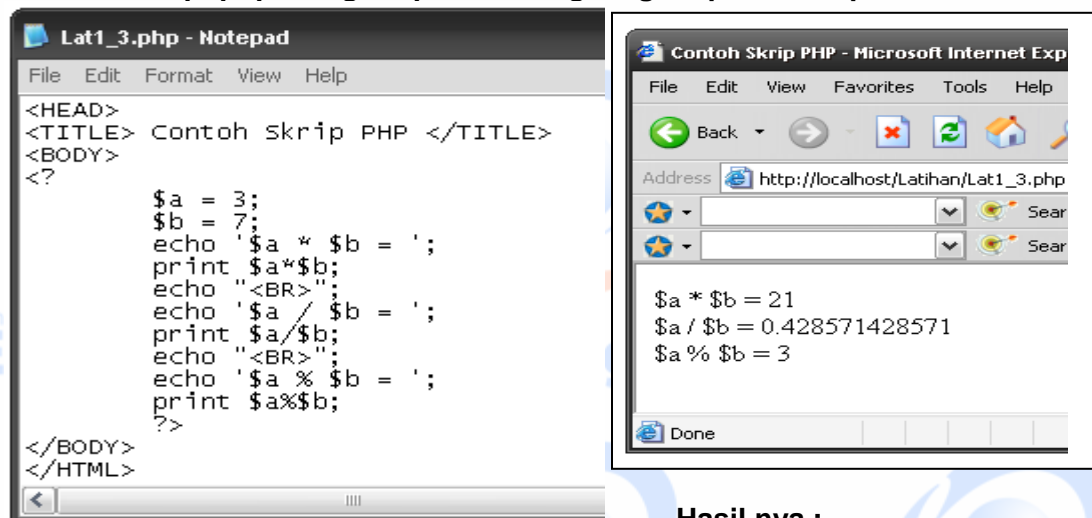 Lat1_3.php - Notepad
File Edit Format View Help
<HEAD>
<TITLE> Contoh Skrip PHP </TITLE>
<BODY>
<?
$a = 3;
$b = 7;
echo '$a * $b = ';
print $a*$b;
echo "<BR>";
echo '$a / $b = ';
print $a/$b;
echo "<BR>";
echo '$a % $b = ';
print $a%$b;
?>
</BODY>
</HTML>
Contoh Skrip PHP - Microsoft Internet Exp
File Edit View Favorites Tools Help
Back
Address http://localhost/Latihan/Lat1_3.php
Sear
Sear
$a * $b = 21
$a / $b = 0.428571428571
$a % $b = 3
Done
Hasil nya :